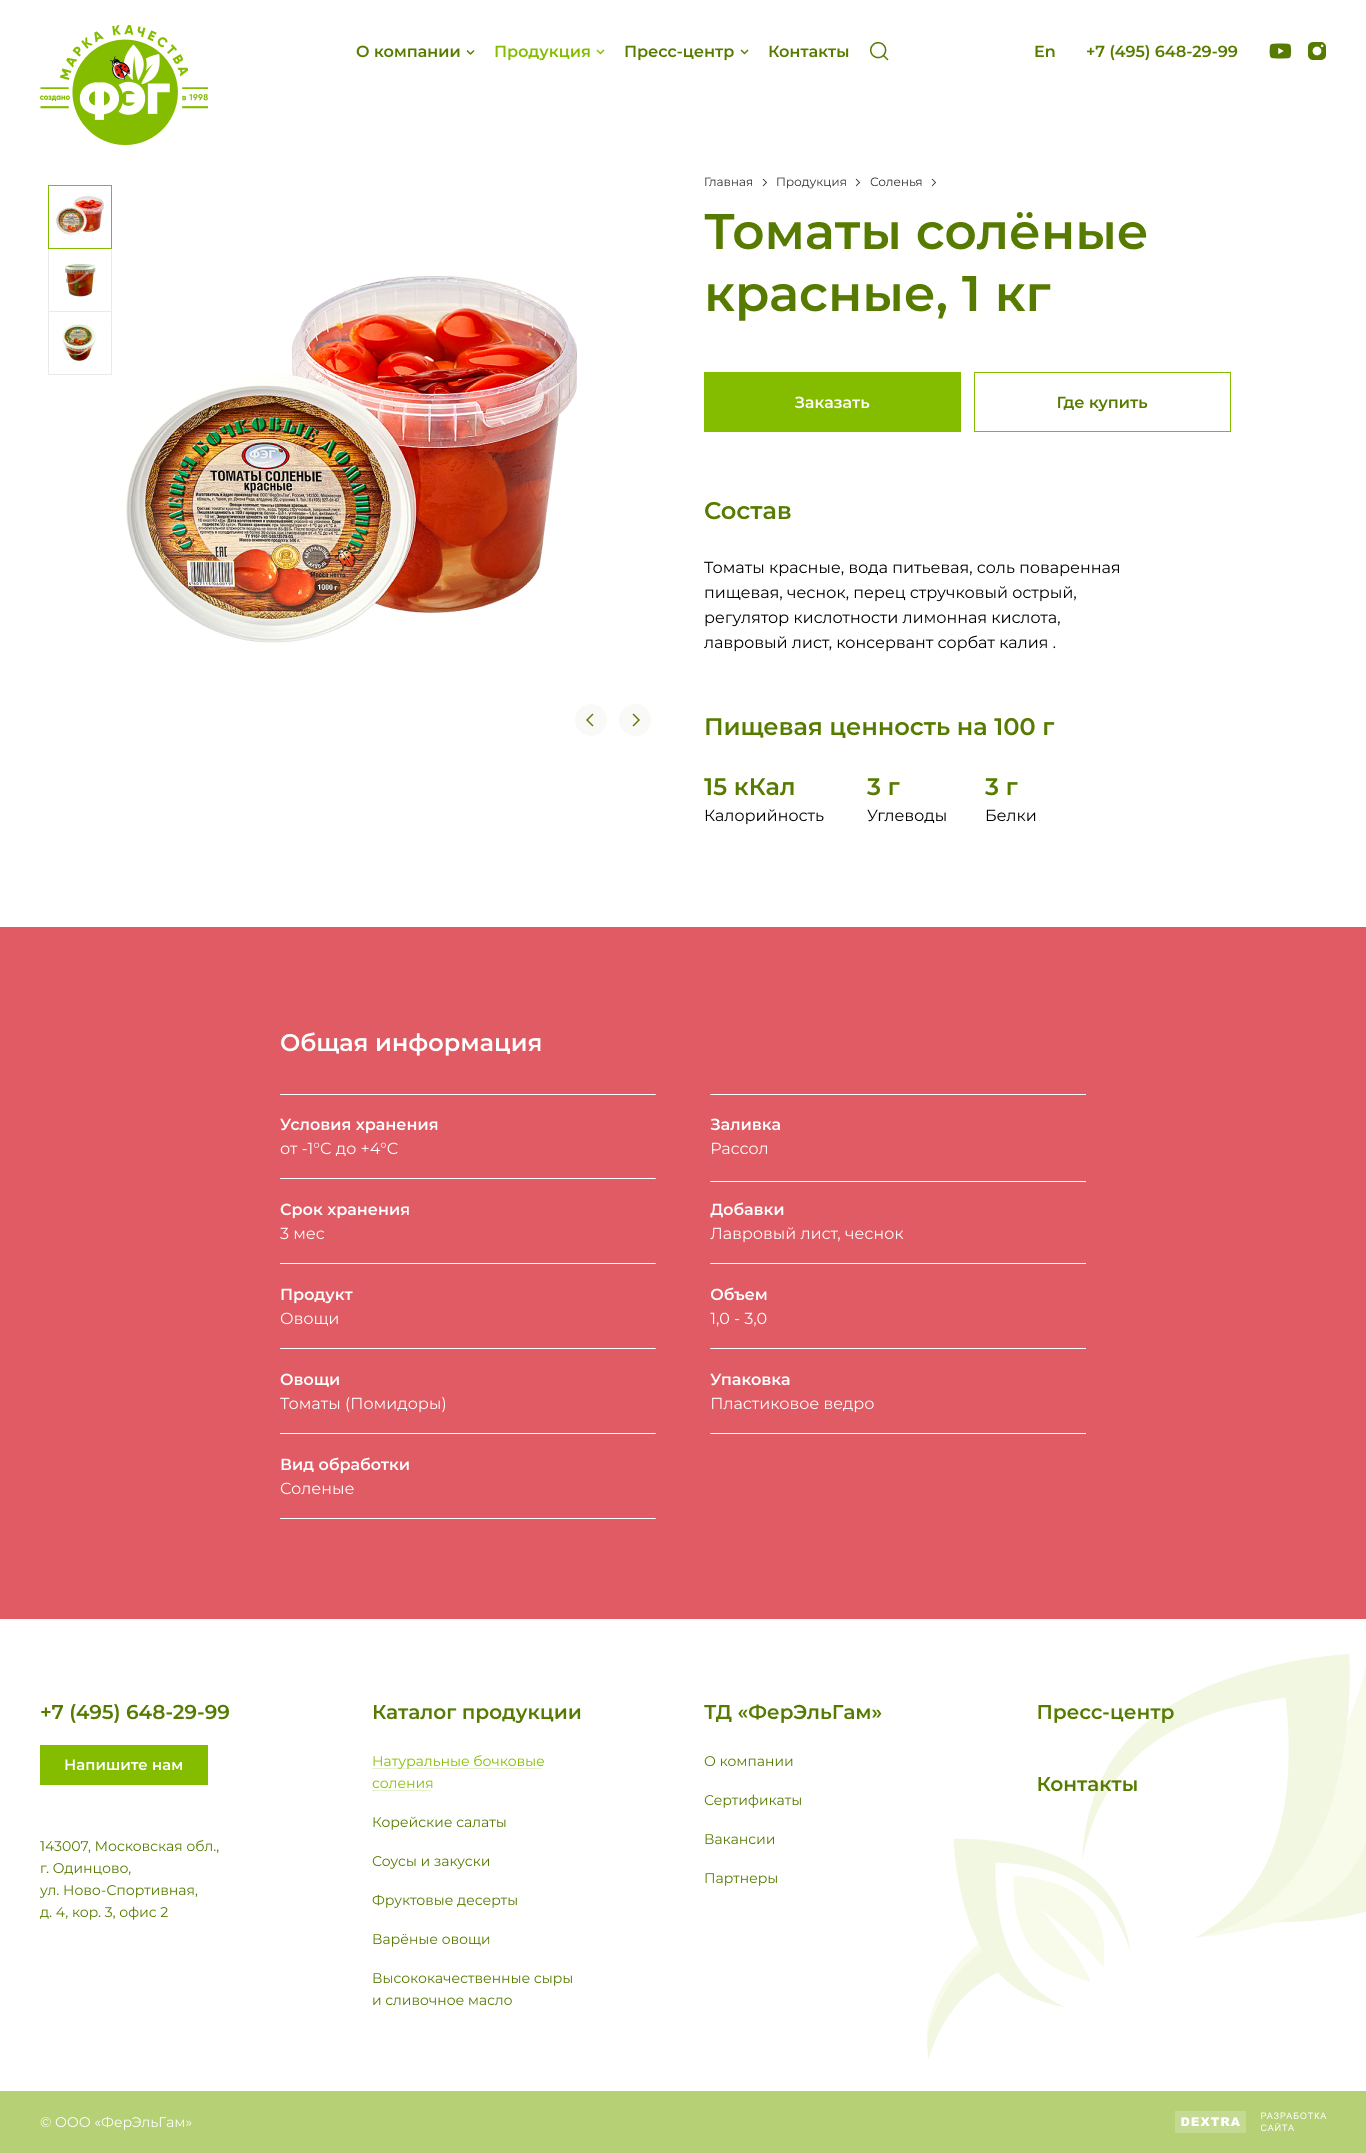 МАРКА КАЧЕСТВА
создано
ФЭГ
в 1998
О компании
Продукция
Пресс-центр
Контакты
En
+7 (495) 648-29-99
Главная > Продукция > Соленья >
Томаты солёные
красные, 1 кг
СОЛЕНИЯ БОЧКОВЫЕ ДОМАШНИЕ
ФЭГ
ТОМАТЫ СОЛЕНЫЕ
красные
EAC
Масса нетто
1000 г
Заказать
Где купить
Состав
Томаты красные, вода питьевая, соль поваренная
пищевая, чеснок, перец стручковый острый,
регулятор кислотности лимонная кислота,
лавровый лист, консервант сорбат калия .
Пищевая ценность на 100 г
15 кКал
Калорийность
3 г
Углеводы
3 г
Белки
Общая информация
Условия хранения
от -1°С до +4°С
Срок хранения
3 мес
Продукт
Овощи
Овощи
Томаты (Помидоры)
Вид обработки
Соленые
Заливка
Рассол
Добавки
Лавровый лист, чеснок
Объем
1,0 - 3,0
Упаковка
Пластиковое ведро
+7 (495) 648-29-99
Напишите нам
143007, Московская обл.,
г. Одинцово,
ул. Ново-Спортивная,
д. 4, кор. 3, офис 2
Каталог продукции
Натуральные бочковые
соления
Корейские салаты
Соусы и закуски
Фруктовые десерты
Варёные овощи
Высококачественные сыры
и сливочное масло
ТД «ФерЭльГам»
О компании
Сертификаты
Вакансии
Партнеры
Пресс-центр
Контакты
© ООО «ФерЭльГам»
DEXTRA
РАЗРАБОТКА
САЙТА